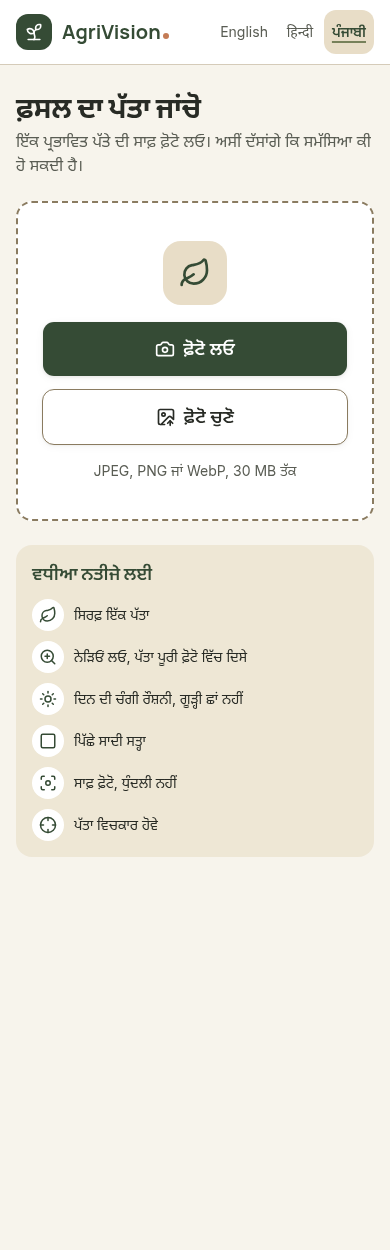 AgriVision
English हिन्दी ਪੰਜਾਬੀ
ਫ਼ਸਲ ਦਾ ਪੱਤਾ ਜਾਂਚੋ
ਇੱਕ ਪ੍ਰਭਾਵਿਤ ਪੱਤੇ ਦੀ ਸਾਫ਼ ਫ਼ੋਟੋ ਲਓ। ਅਸੀਂ ਦੱਸਾਂਗੇ ਕਿ ਸਮੱਸਿਆ ਕੀ
ਹੋ ਸਕਦੀ ਹੈ।
ਫ਼ੋਟੋ ਲਓ
ਫ਼ੋਟੋ ਚੁਣੋ
JPEG, PNG ਜਾਂ WebP, 30 MB ਤੱਕ
ਵਧੀਆ ਨਤੀਜੇ ਲਈ
ਸਿਰਫ਼ ਇੱਕ ਪੱਤਾ
ਨੇੜਿਓਂ ਲਓ, ਪੱਤਾ ਪੂਰੀ ਫ਼ੋਟੋ ਵਿੱਚ ਦਿਸੇ
ਦਿਨ ਦੀ ਚੰਗੀ ਰੌਸ਼ਨੀ, ਗੂੜ੍ਹੀ ਛਾਂ ਨਹੀਂ
ਪਿੱਛੇ ਸਾਦੀ ਸਤ੍ਹਾ
ਸਾਫ਼ ਫ਼ੋਟੋ, ਧੁੰਦਲੀ ਨਹੀਂ
ਪੱਤਾ ਵਿਚਕਾਰ ਹੋਵੇ